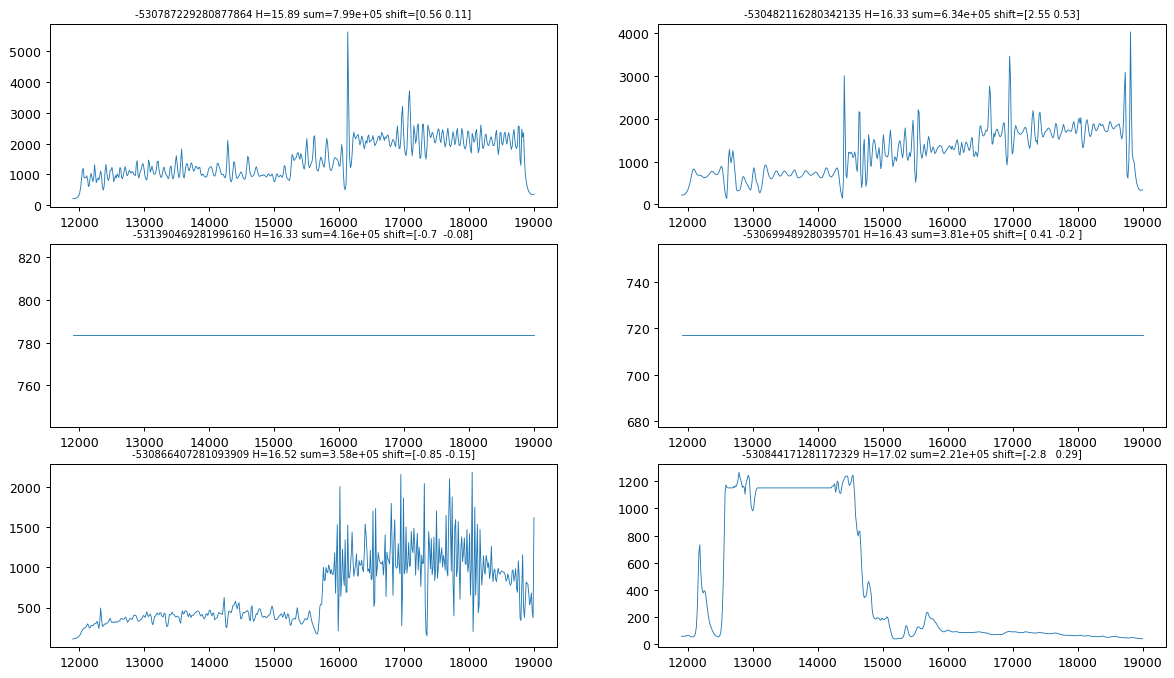 -530787229280877864 H=15.89 sum=7.99e+05 shift=[0.56 0.11]
5000
4000
3000
2000
1000
0
12000 13000 14000 15000 16000 17000 18000 19000
-530482116280342135 H=16.33 sum=6.34e+05 shift=[2.55 0.53]
4000
3000
2000
1000
0
12000 13000 14000 15000 16000 17000 18000 19000
-531390469281996160 H=16.33 sum=4.16e+05 shift=[-0.7 -0.08]
820
800
780
760
12000 13000 14000 15000 16000 17000 18000 19000
-530699489280395701 H=16.43 sum=3.81e+05 shift=[ 0.41 -0.2 ]
740
720
700
680
12000 13000 14000 15000 16000 17000 18000 19000
-530866407281093909 H=16.52 sum=3.58e+05 shift=[-0.85 -0.15]
2000
1500
1000
500
12000 13000 14000 15000 16000 17000 18000 19000
-530844171281172329 H=17.02 sum=2.21e+05 shift=[-2.8 0.29]
1200
1000
800
600
400
200
0
12000 13000 14000 15000 16000 17000 18000 19000